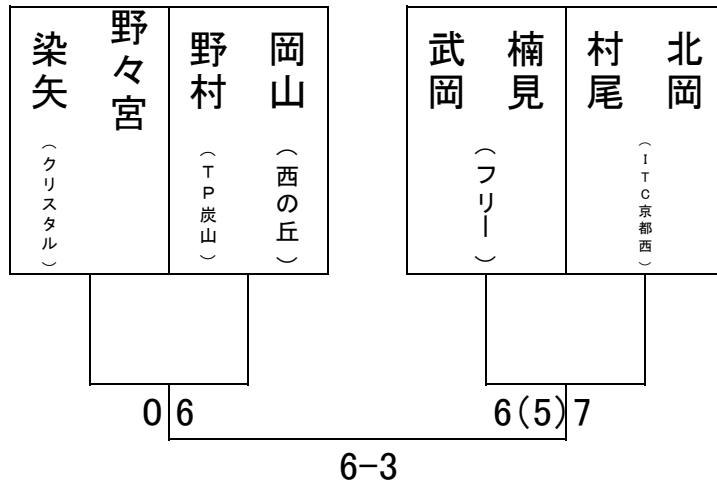 岡山
（西の丘）
野村
（TP炭山）
野々宮
染矢
（クリスタル）
北岡
村尾
（ITC京都西）
楠見
武岡
（フリー）
0 6
6(5) 7
6-3